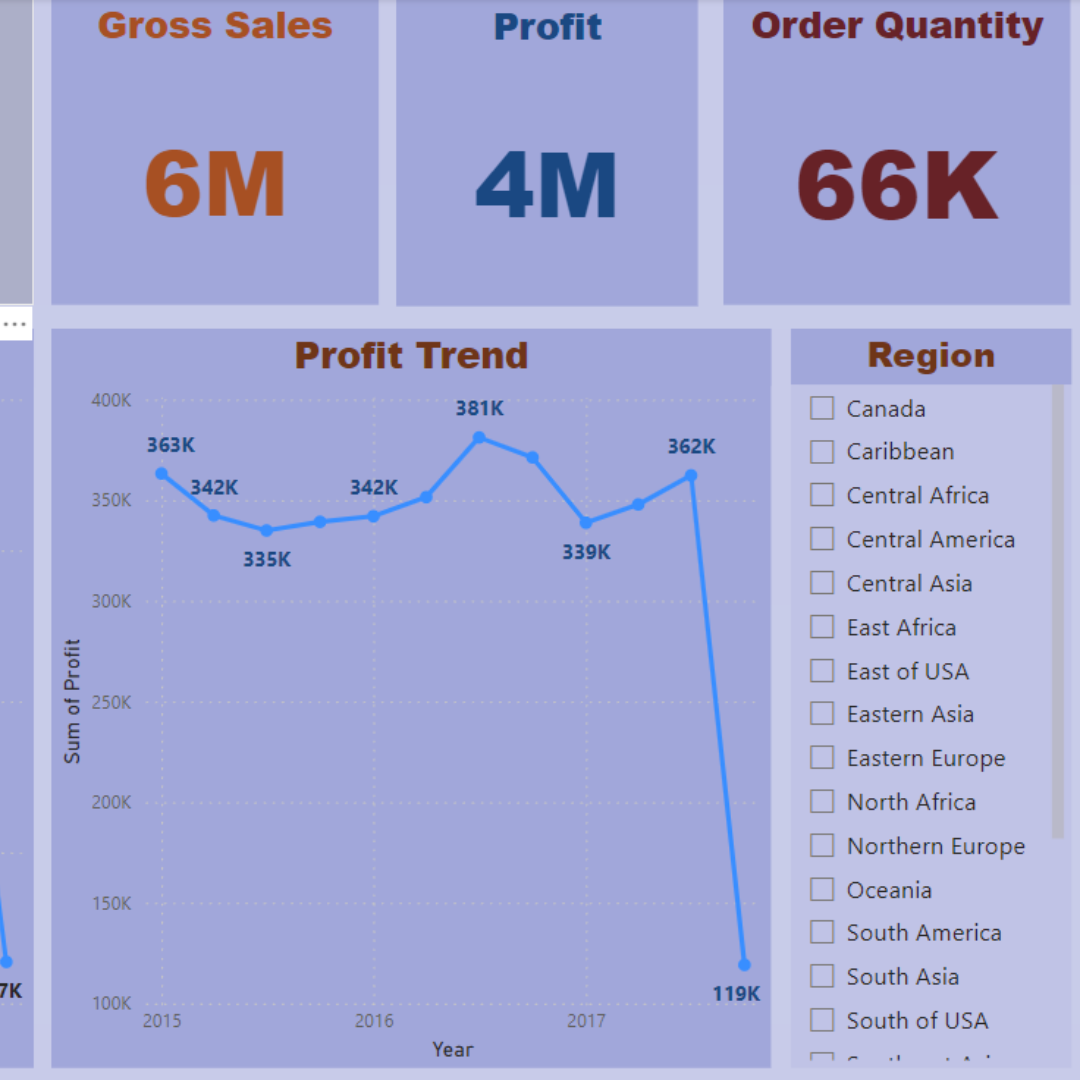 Gross Sales
6M
Profit
4M
Order Quantity
66K
...
7K
Profit Trend
Sum of Profit
400K
350K
300K
250K
200K
150K
100K
363K
342K
335K
342K
381K
339K
362K
119K
2015
2016
2017
Year
Region
Canada
Caribbean
Central Africa
Central America
Central Asia
East Africa
East of USA
Eastern Asia
Eastern Europe
North Africa
Northern Europe
Oceania
South America
South Asia
South of USA